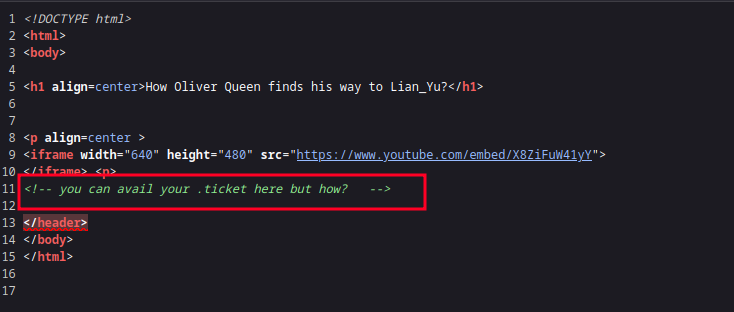 1 <!DOCTYPE html>
2 <html>
3 <body>
4
5 <h1 align=center>How Oliver Queen finds his way to Lian_Yu?</h1>
6
7
8 <p align=center >
9 <iframe width="640" height="480" src="https://www.youtube.com/embed/X8ZiFuW41yY">
10 </iframe> <p>
11 <!-- you can avail your .ticket here but how?   -->
12
13 </header>
14 </body>
15 </html>
16
17